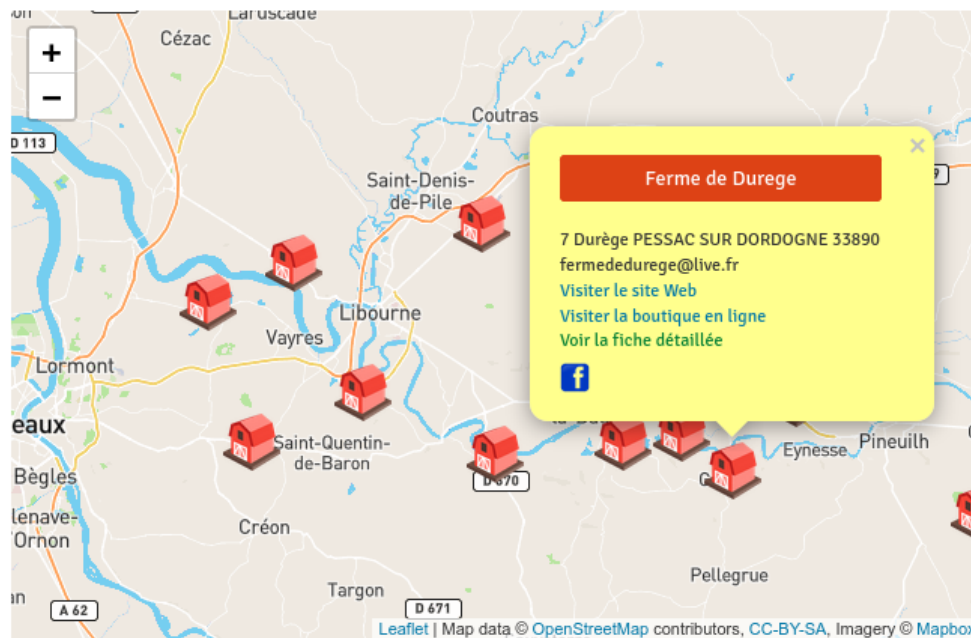 Laruscade
Cézac
+
−
Coutras
D 113
×
Ferme de Durege
Saint-Denis-
de-Pile
7 Durège PESSAC SUR DORDOGNE 33890
fermededurege@live.fr
Visiter le site Web
Visiter la boutique en ligne
Voir la fiche détaillée
f
Libourne
Vayres
Lormont
eaux
Saint-Quentin-
de-Baron
Eynesse
Pineuilh
Bègles
D 670
lenave-
'Ornon
Créon
Pellegrue
Targon
A 62
D 671
Leaflet | Map data © OpenStreetMap contributors, CC-BY-SA, Imagery © Mapbox